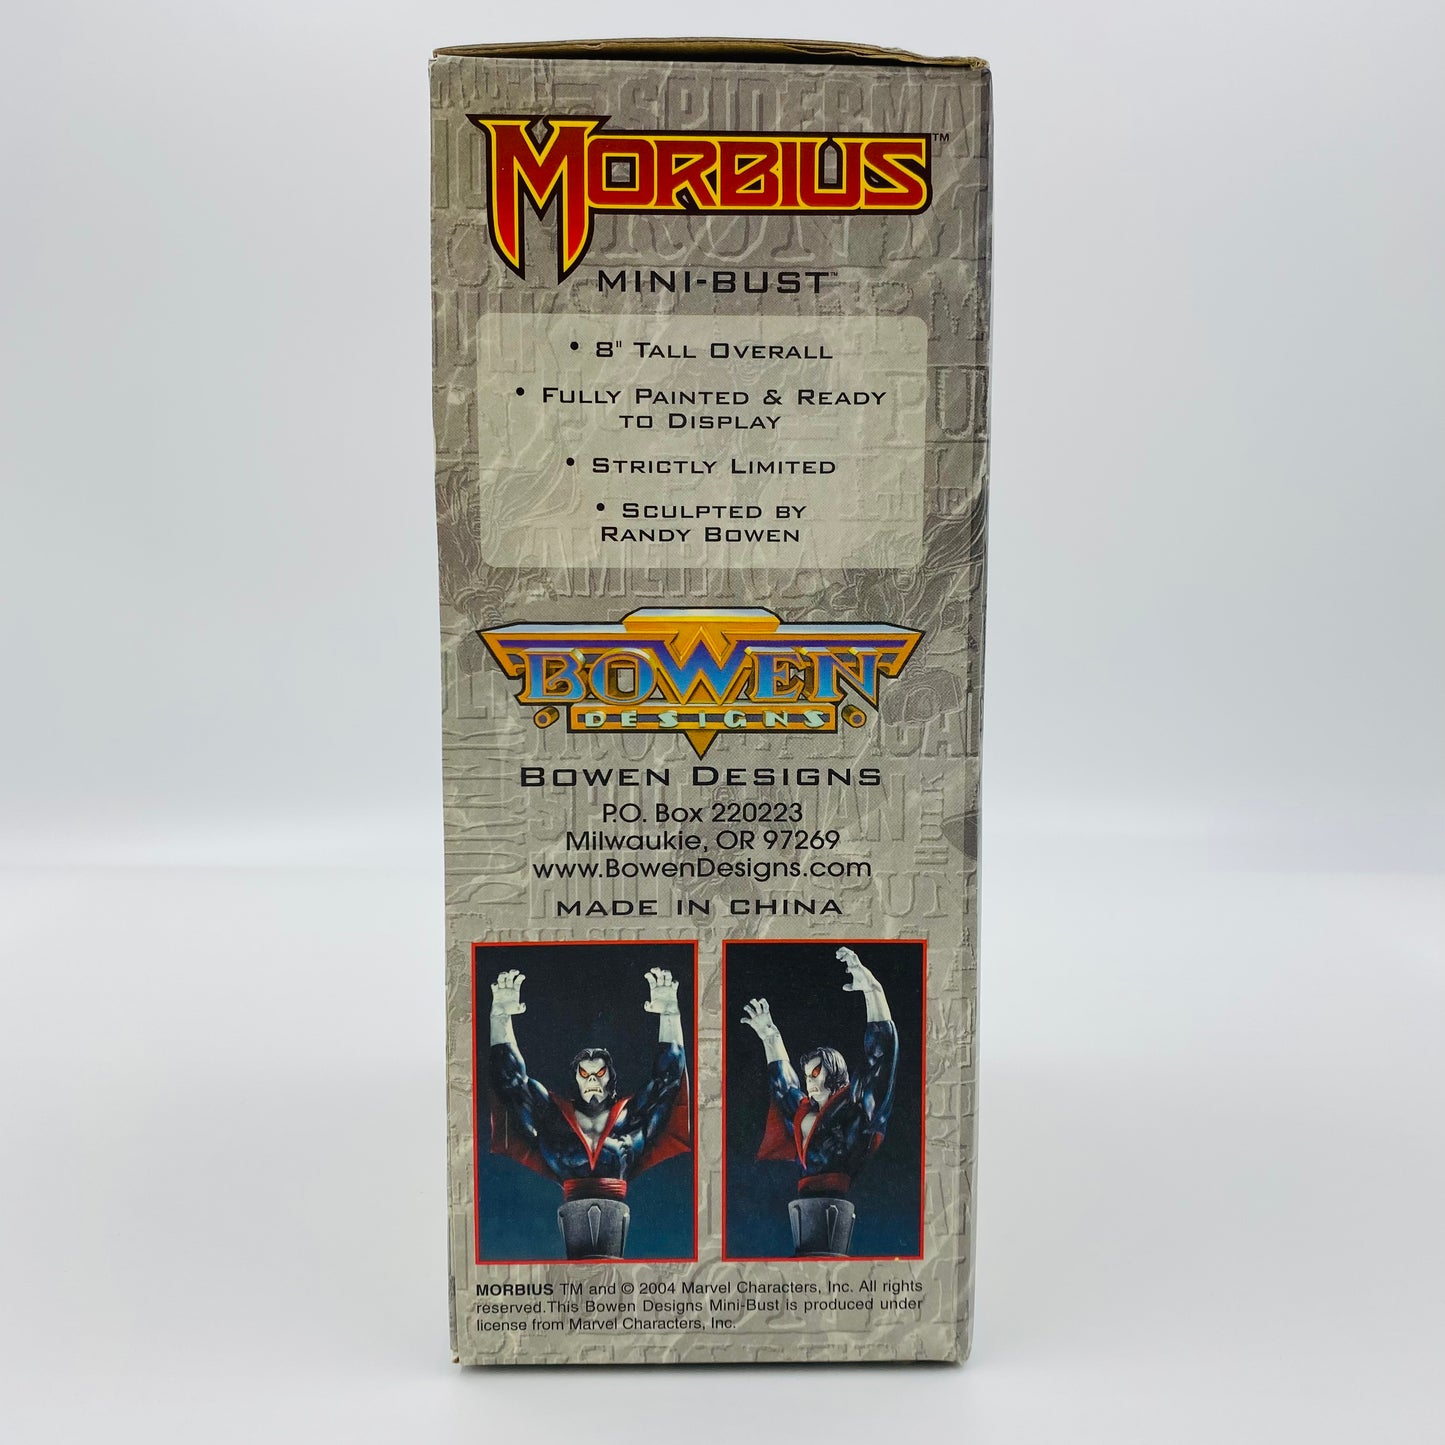 MORBIUS™
MINI-BUST™
• 8" TALL OVERALL
• FULLY PAINTED & READY
TO DISPLAY
• STRICTLY LIMITED
• SCULPTED BY
RANDY BOWEN
BOWEN
DESIGNS
BOWEN DESIGNS
P.O. Box 220223
Milwaukie, OR 97269
www.BowenDesigns.com
MADE IN CHINA
MORBIUS TM and © 2004 Marvel Characters, Inc. All rights
reserved.This Bowen Designs Mini-Bust is produced under
license from Marvel Characters, Inc.